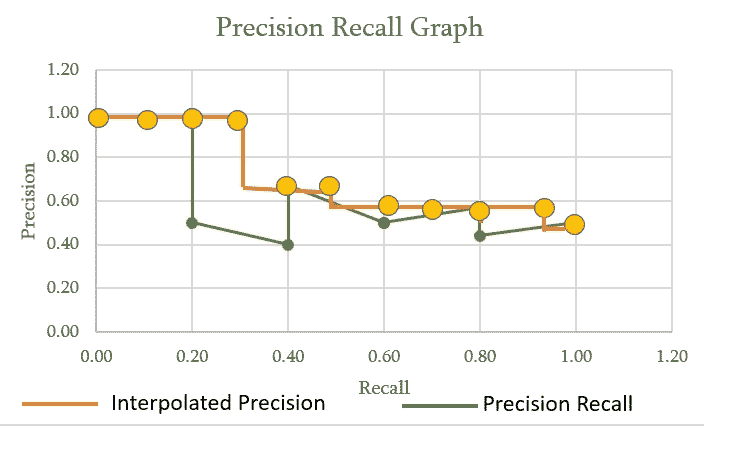 Precision Recall Graph
1.20
1.00
0.80
0.60
0.40
0.20
0.00
Precision
0.00 0.20 0.40 0.60 0.80 1.00 1.20
Recall
Interpolated Precision Precision Recall